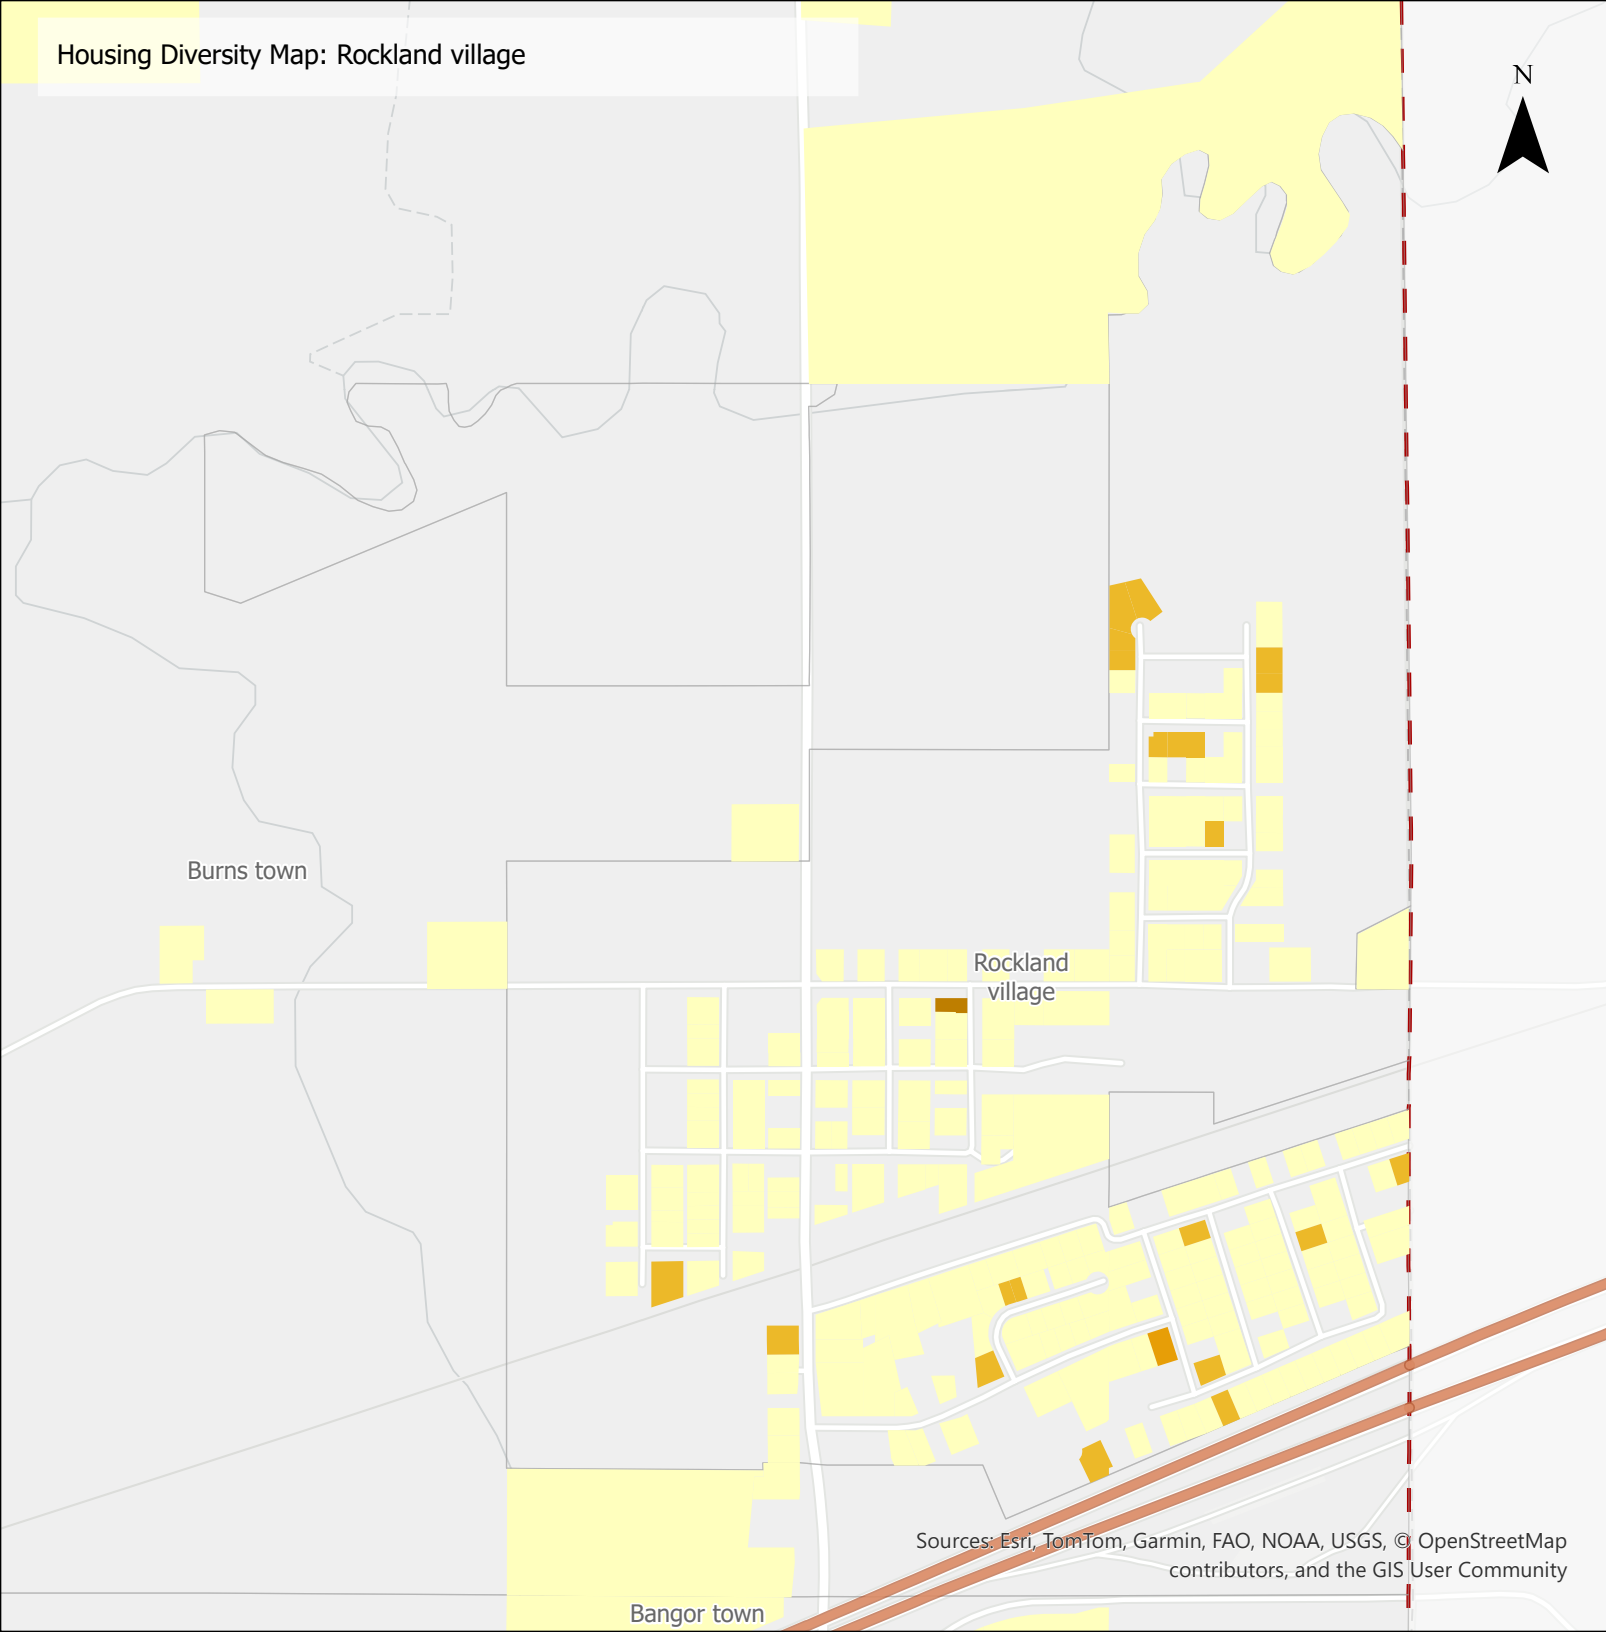 Housing Diversity Map: Rockland village
N
Burns town
Rockland
village
Sources: Esri, TomTom, Garmin, FAO, NOAA, USGS, © OpenStreetMap
contributors, and the GIS User Community
Bangor town